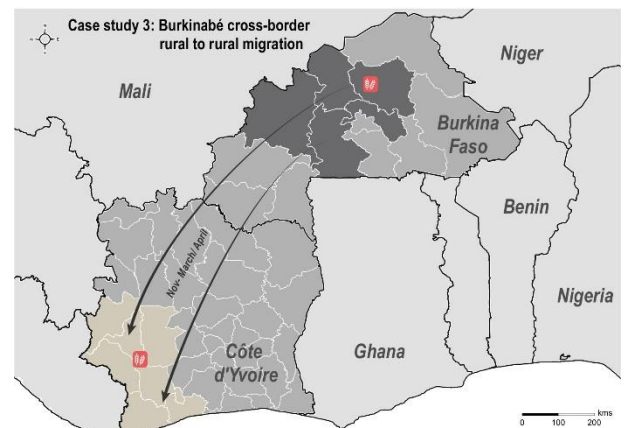 Case study 3: Burkinabé cross-border
rural to rural migration
Niger
Mali
Burkina
Faso
Benin
Nov- March/ April
Nigeria
Côte
d'Yvoire
Ghana
kms
0 100 200